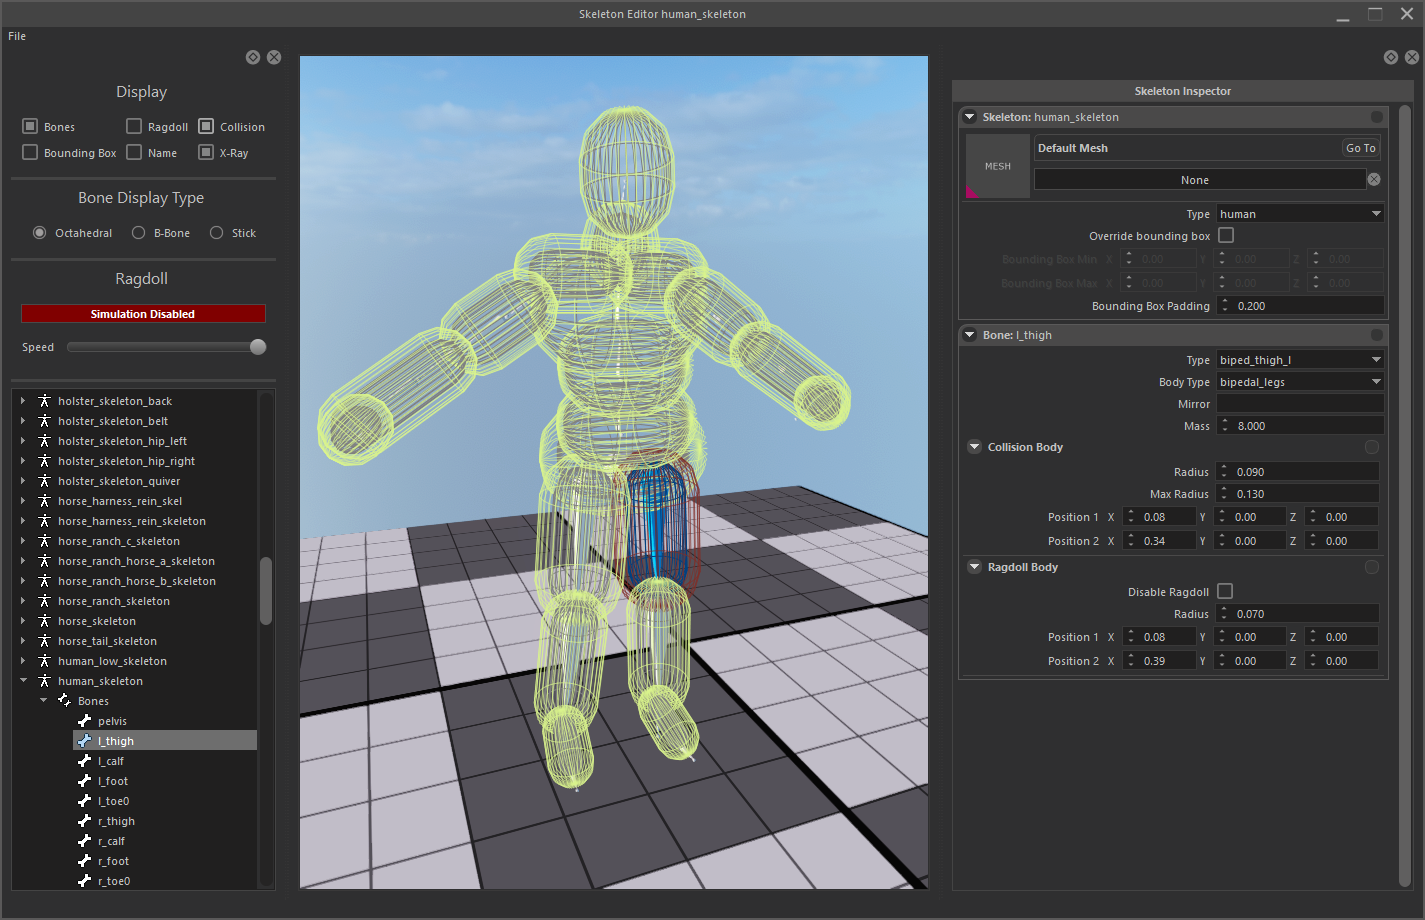 Skeleton Editor human_skeleton
File
Display
Bones Ragdoll Collision
Bounding Box Name X-Ray
Bone Display Type
Octahedral B-Bone Stick
Ragdoll
Simulation Disabled
Speed
holster_skeleton_back
holster_skeleton_belt
holster_skeleton_hip_left
holster_skeleton_hip_right
holster_skeleton_quiver
horse_harness_rein_skel
horse_harness_rein_skeleton
horse_ranch_c_skeleton
horse_ranch_horse_a_skeleton
horse_ranch_horse_b_skeleton
horse_ranch_skeleton
horse_skeleton
horse_tail_skeleton
human_low_skeleton
human_skeleton
Bones
pelvis
l_thigh
l_calf
l_foot
l_toe0
r_thigh
r_calf
r_foot
r_toe0
Skeleton Inspector
Skeleton: human_skeleton
MESH
Default Mesh Go To
None
Type human
Override bounding box
Bounding Box Min X 0.00 Y 0.00 Z 0.00
Bounding Box Max X 0.00 Y 0.00 Z 0.00
Bounding Box Padding 0.200
Bone: l_thigh
Type biped_thigh_l
Body Type bipedal_legs
Mirror
Mass 8.000
Collision Body
Radius 0.090
Max Radius 0.130
Position 1 X 0.08 Y 0.00 Z 0.00
Position 2 X 0.34 Y 0.00 Z 0.00
Ragdoll Body
Disable Ragdoll
Radius 0.070
Position 1 X 0.08 Y 0.00 Z 0.00
Position 2 X 0.39 Y 0.00 Z 0.00